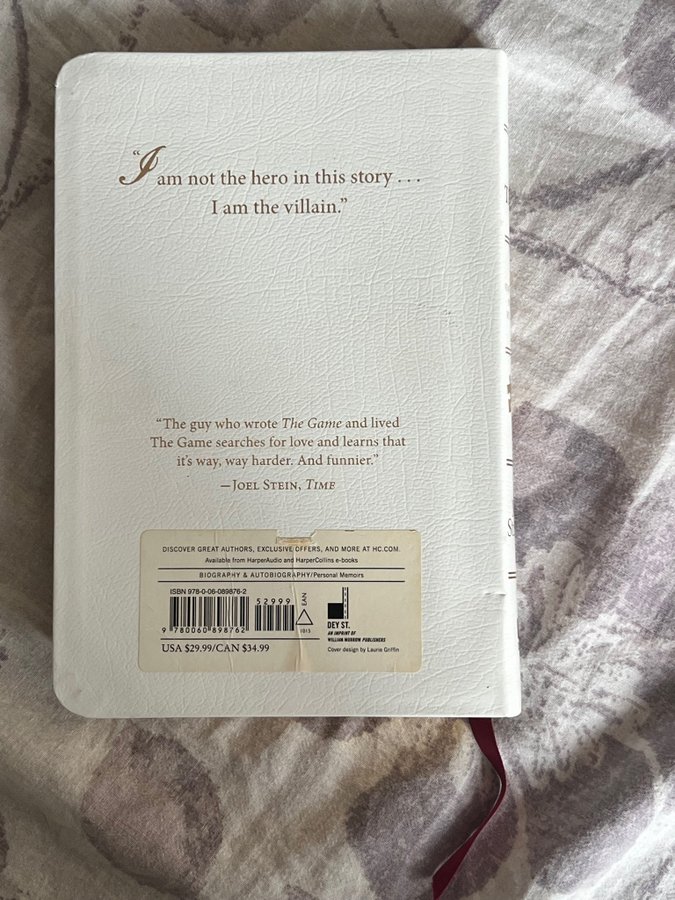 “I am not the hero in this story . . .
I am the villain.”
“The guy who wrote The Game and lived
The Game searches for love and learns that
it’s way, way harder. And funnier.”
—Joel Stein, Time
DISCOVER GREAT AUTHORS, EXCLUSIVE OFFERS, AND MORE AT HC.COM.
Available from HarperAudio and HarperCollins e-books
BIOGRAPHY & AUTOBIOGRAPHY/Personal Memoirs
ISBN 978-0-06-089876-2
52999
EAN
9 780060 898762
1015
DEY ST.
AN IMPRINT OF
WILLIAM MORROW PUBLISHERS
USA $29.99/CAN $34.99
Cover design by Laurie Griffin